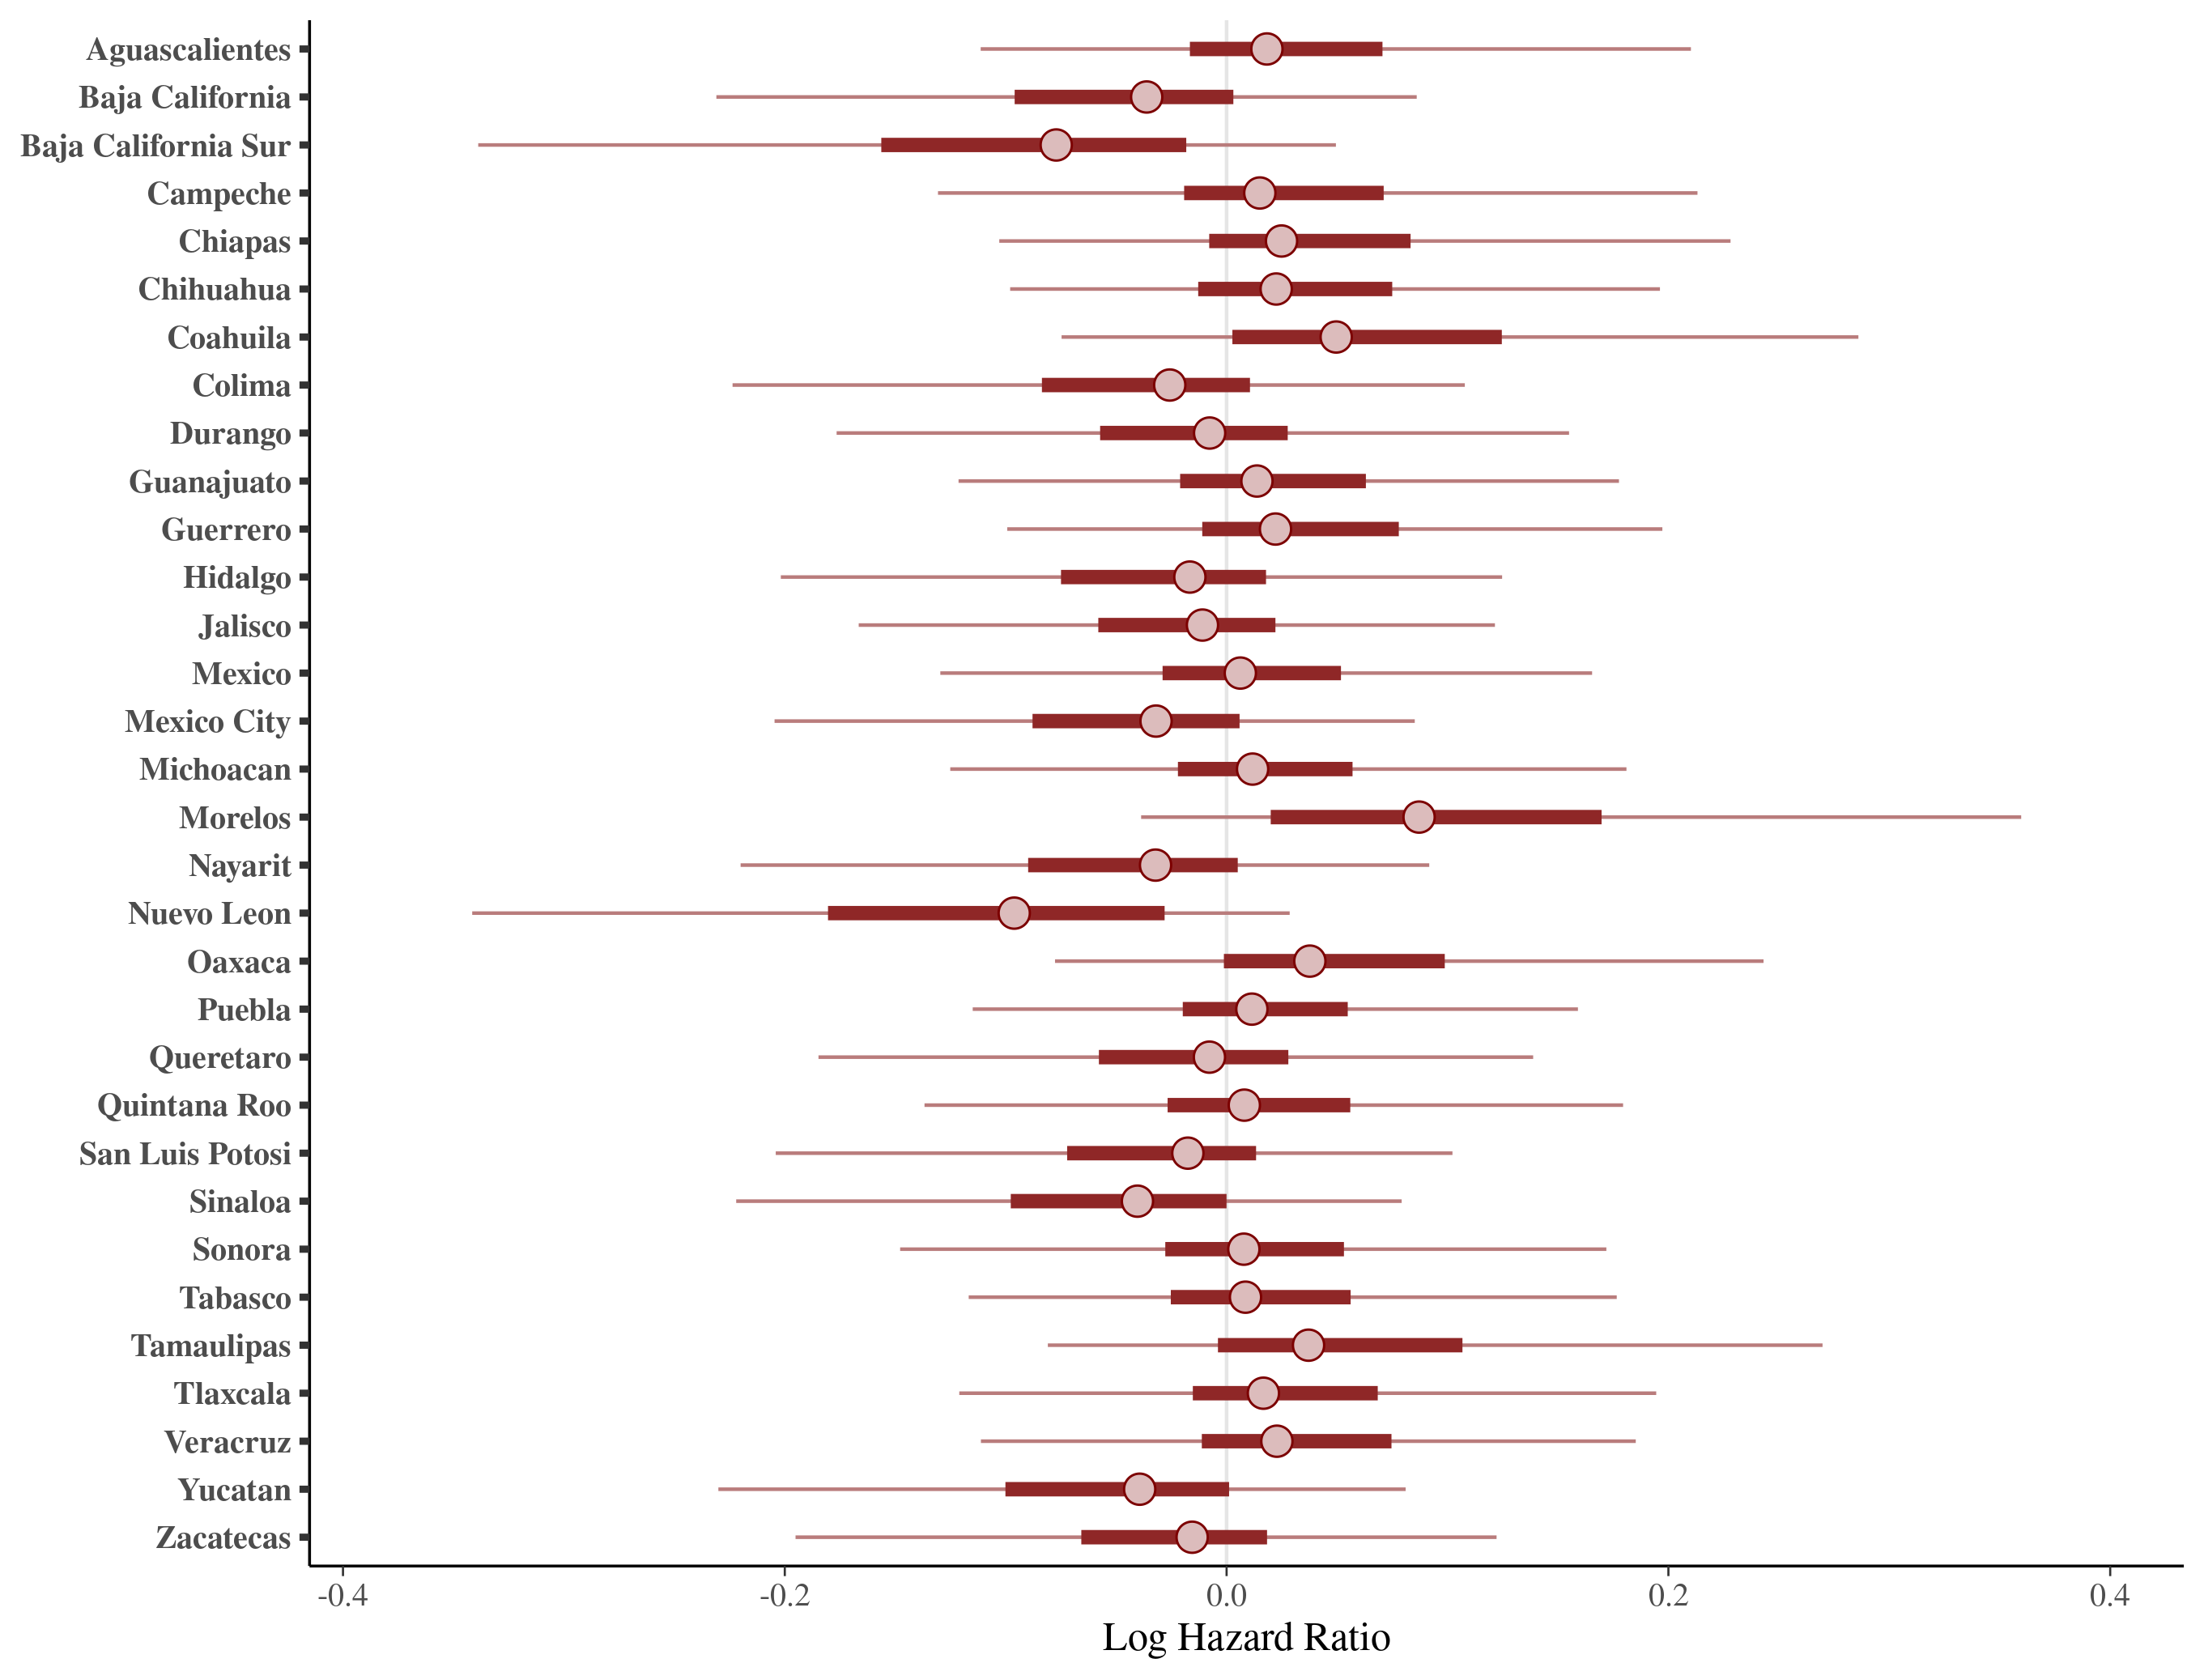 Aguascalientes
Baja California
Baja California Sur
Campeche
Chiapas
Chihuahua
Coahuila
Colima
Durango
Guanajuato
Guerrero
Hidalgo
Jalisco
Mexico
Mexico City
Michoacan
Morelos
Nayarit
Nuevo Leon
Oaxaca
Puebla
Queretaro
Quintana Roo
San Luis Potosi
Sinaloa
Sonora
Tabasco
Tamaulipas
Tlaxcala
Veracruz
Yucatan
Zacatecas
-0.4 -0.2 0.0 0.2 0.4
Log Hazard Ratio